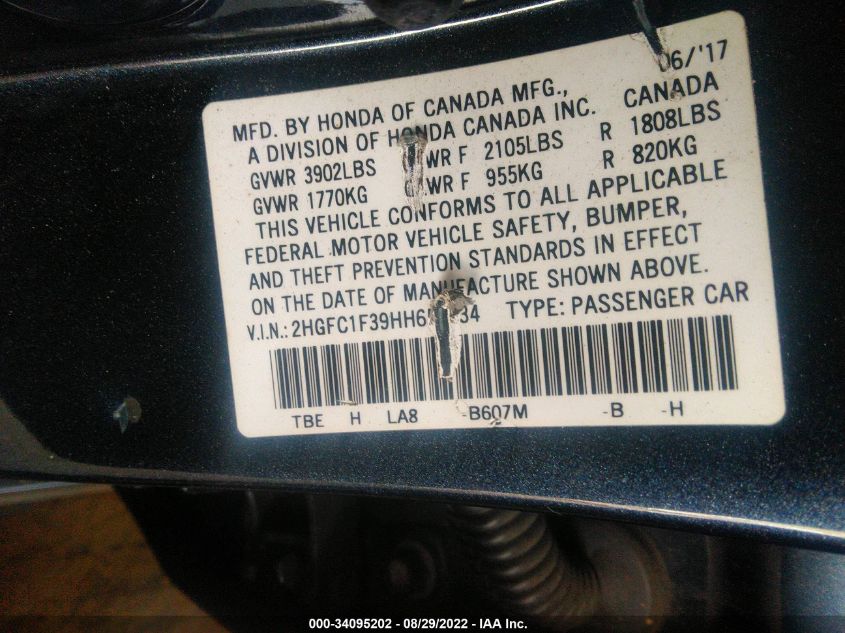 06/'17
MFD. BY HONDA OF CANADA MFG.,
A DIVISION OF HONDA CANADA INC. CANADA
GVWR 3902LBS WR F 2105LBS R 1808LBS
GVWR 1770KG WR F 955KG R 820KG
THIS VEHICLE CONFORMS TO ALL APPLICABLE
FEDERAL MOTOR VEHICLE SAFETY, BUMPER,
AND THEFT PREVENTION STANDARDS IN EFFECT
ON THE DATE OF MANUFACTURE SHOWN ABOVE.
V.I.N.: TYPE: PASSENGER CAR
TBE H LA8 -B607M -B -H
000-34095202 - 08/29/2022 - IAA Inc.